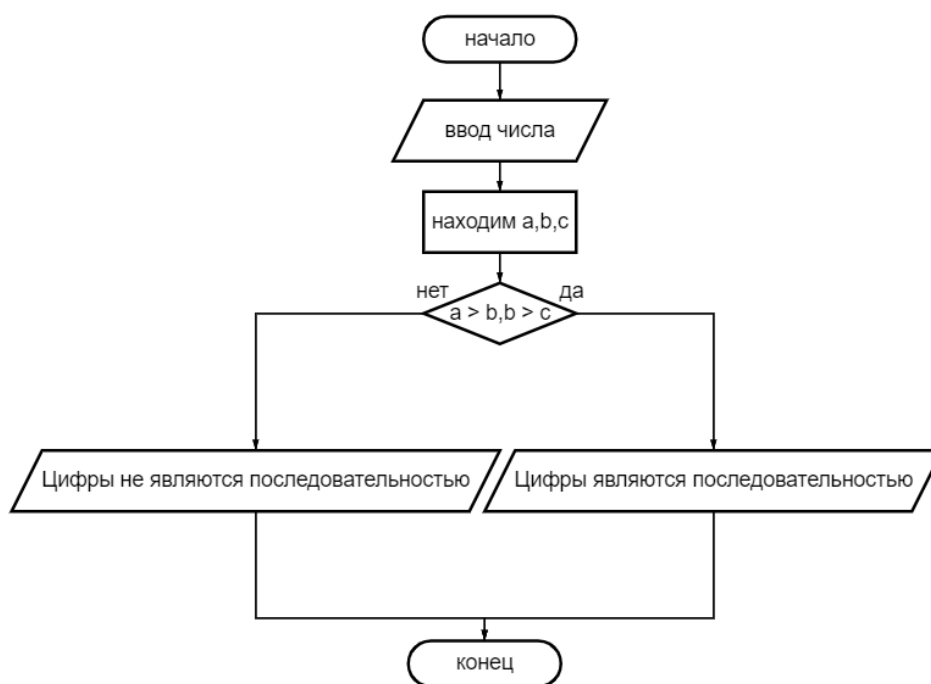 начало
ввод числа
находим a,b,c
нет
да
a > b,b > c
Цифры не являются последовательностью
Цифры являются последовательностью
конец